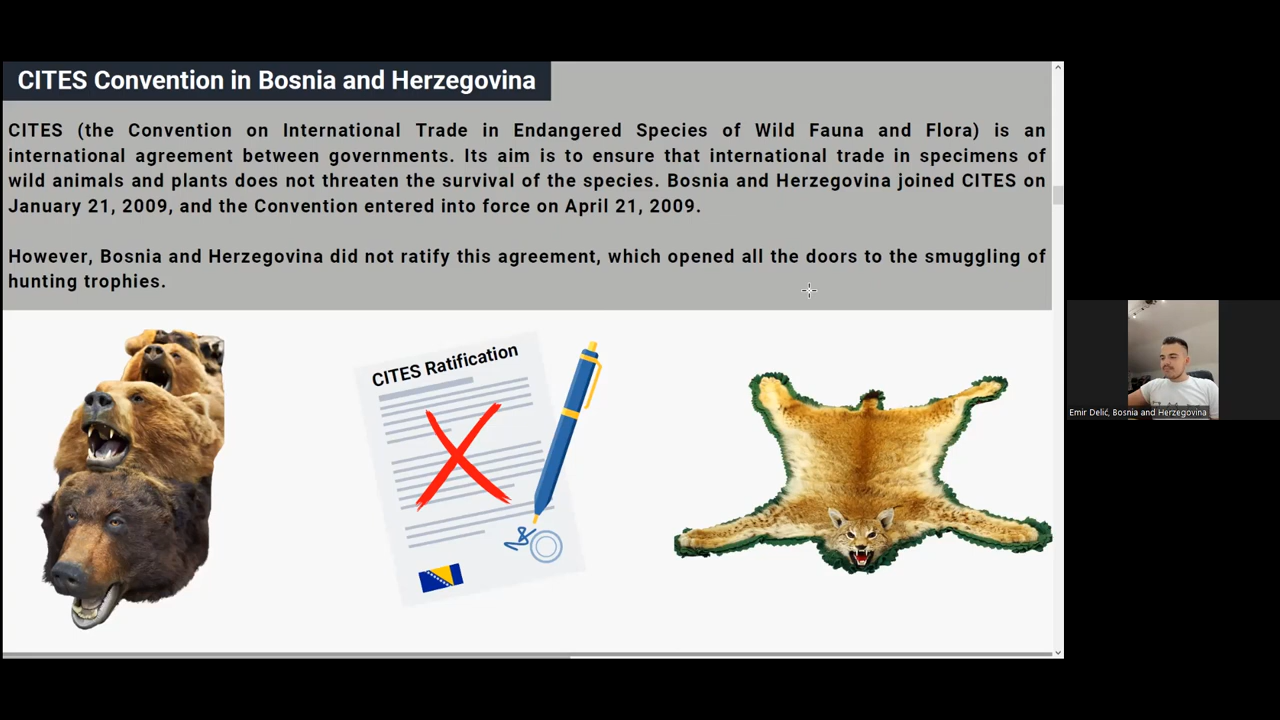 CITES Convention in Bosnia and Herzegovina
CITES (the Convention on International Trade in Endangered Species of Wild Fauna and Flora) is an
international agreement between governments. Its aim is to ensure that international trade in specimens of
wild animals and plants does not threaten the survival of the species. Bosnia and Herzegovina joined CITES on
January 21, 2009, and the Convention entered into force on April 21, 2009.
However, Bosnia and Herzegovina did not ratify this agreement, which opened all the doors to the smuggling of
hunting trophies.
CITES Ratification
Emir Delić, Bosnia and Herzegovina